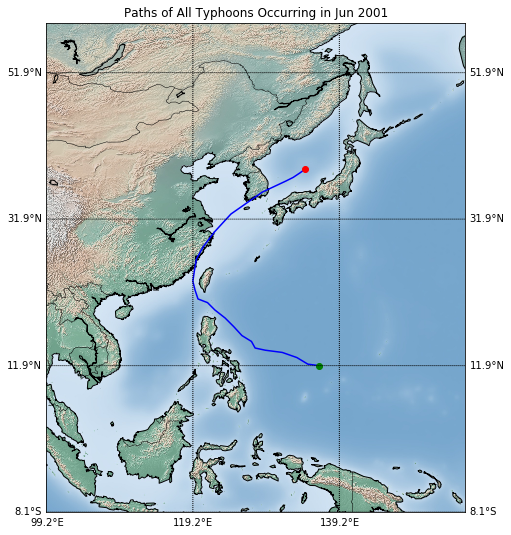 Paths of All Typhoons Occurring in Jun 2001
51.9°N 51.9°N
31.9°N 31.9°N
11.9°N 11.9°N
8.1°S 8.1°S
99.2°E 119.2°E 139.2°E